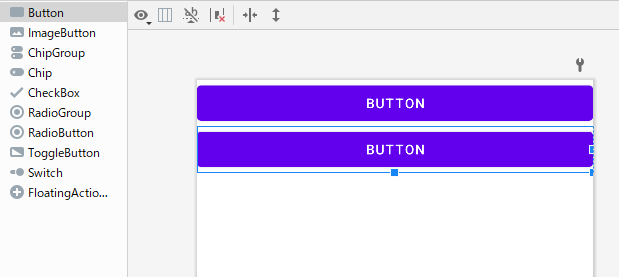 Button
ImageButton
ChipGroup
Chip
CheckBox
RadioGroup
RadioButton
ToggleButton
Switch
FloatingActio...
BUTTON
BUTTON